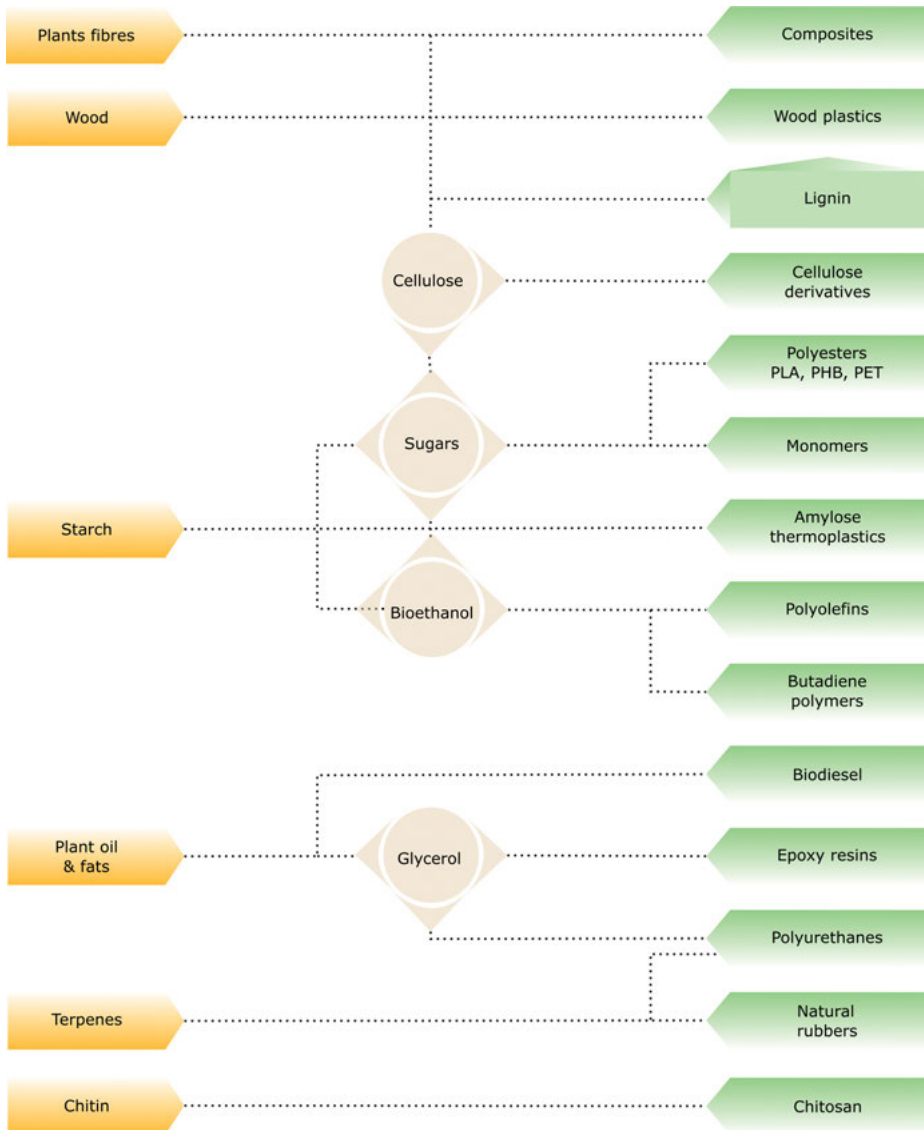 Plants fibres
Composites
Wood
Wood plastics
Lignin
Cellulose
Cellulose
derivatives
Polyesters
PLA, PHB, PET
Sugars
Monomers
Starch
Amylose
thermoplastics
Bioethanol
Polyolefins
Butadiene
polymers
Biodiesel
Plant oil
& fats
Glycerol
Epoxy resins
Polyurethanes
Terpenes
Natural
rubbers
Chitin
Chitosan